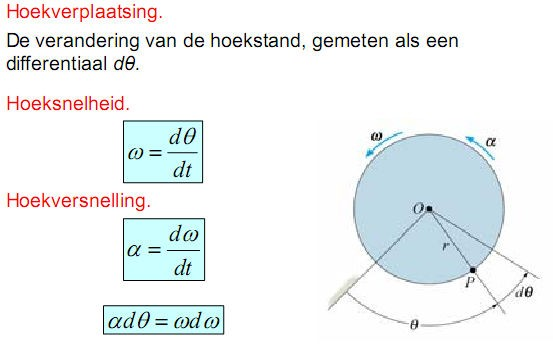 Hoekverplaatsing.
De verandering van de hoekstand, gemeten als een
differentiaal dθ.
Hoeksnelheid.
ω = dθ/dt
Hoekversnelling.
α = dω/dt
αdθ = ωdω
ω
α
O
r
P
dθ
θ